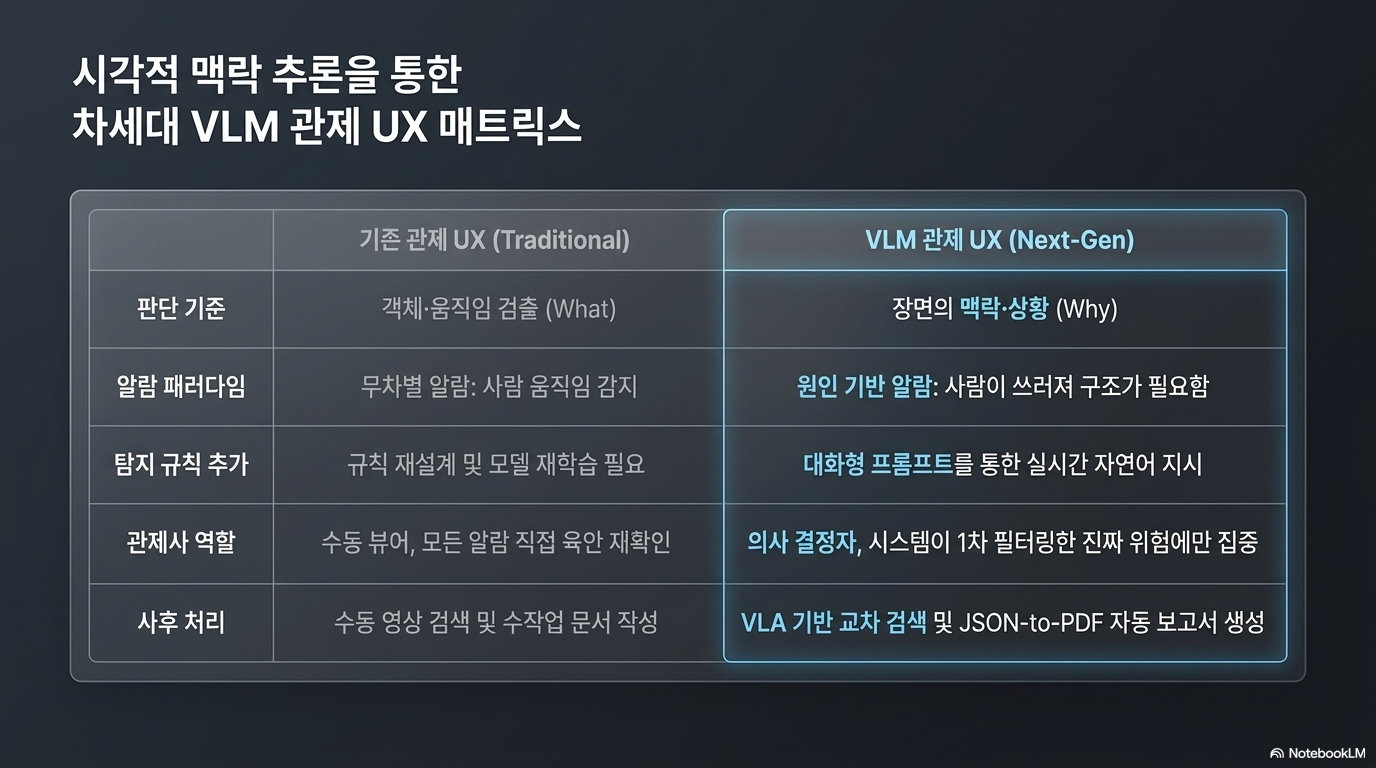 시각적 맥락 추론을 통한
차세대 VLM 관제 UX 매트릭스
기존 관제 UX (Traditional)
VLM 관제 UX (Next-Gen)
판단 기준
객체·움직임 검출 (What)
장면의 맥락·상황 (Why)
알람 패러다임
무차별 알람: 사람 움직임 감지
원인 기반 알람: 사람이 쓰러져 구조가 필요함
탐지 규칙 추가
규칙 재설계 및 모델 재학습 필요
대화형 프롬프트를 통한 실시간 자연어 지시
관제사 역할
수동 뷰어, 모든 알람 직접 육안 재확인
의사 결정자, 시스템이 1차 필터링한 진짜 위험에만 집중
사후 처리
수동 영상 검색 및 수작업 문서 작성
VLA 기반 교차 검색 및 JSON-to-PDF 자동 보고서 생성
NotebookLM